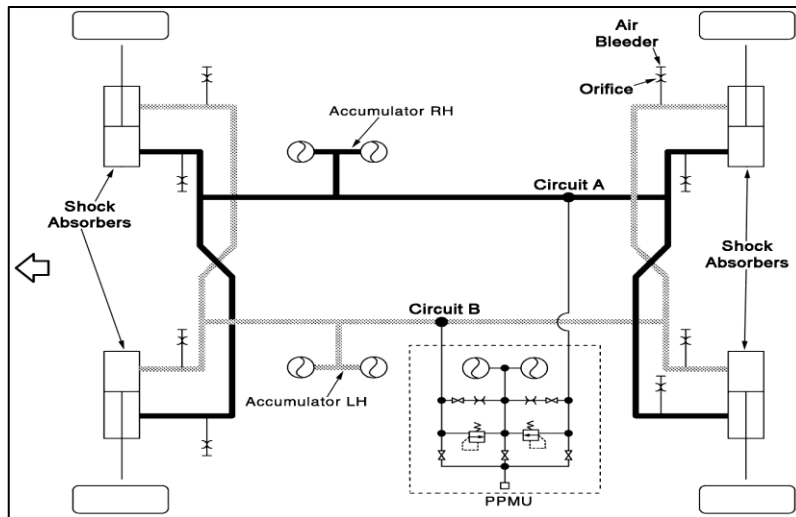 Air
Bleeder
Orifice
Accumulator RH
Circuit A
Shock
Absorbers
Shock
Absorbers
Circuit B
Accumulator LH
PPMU